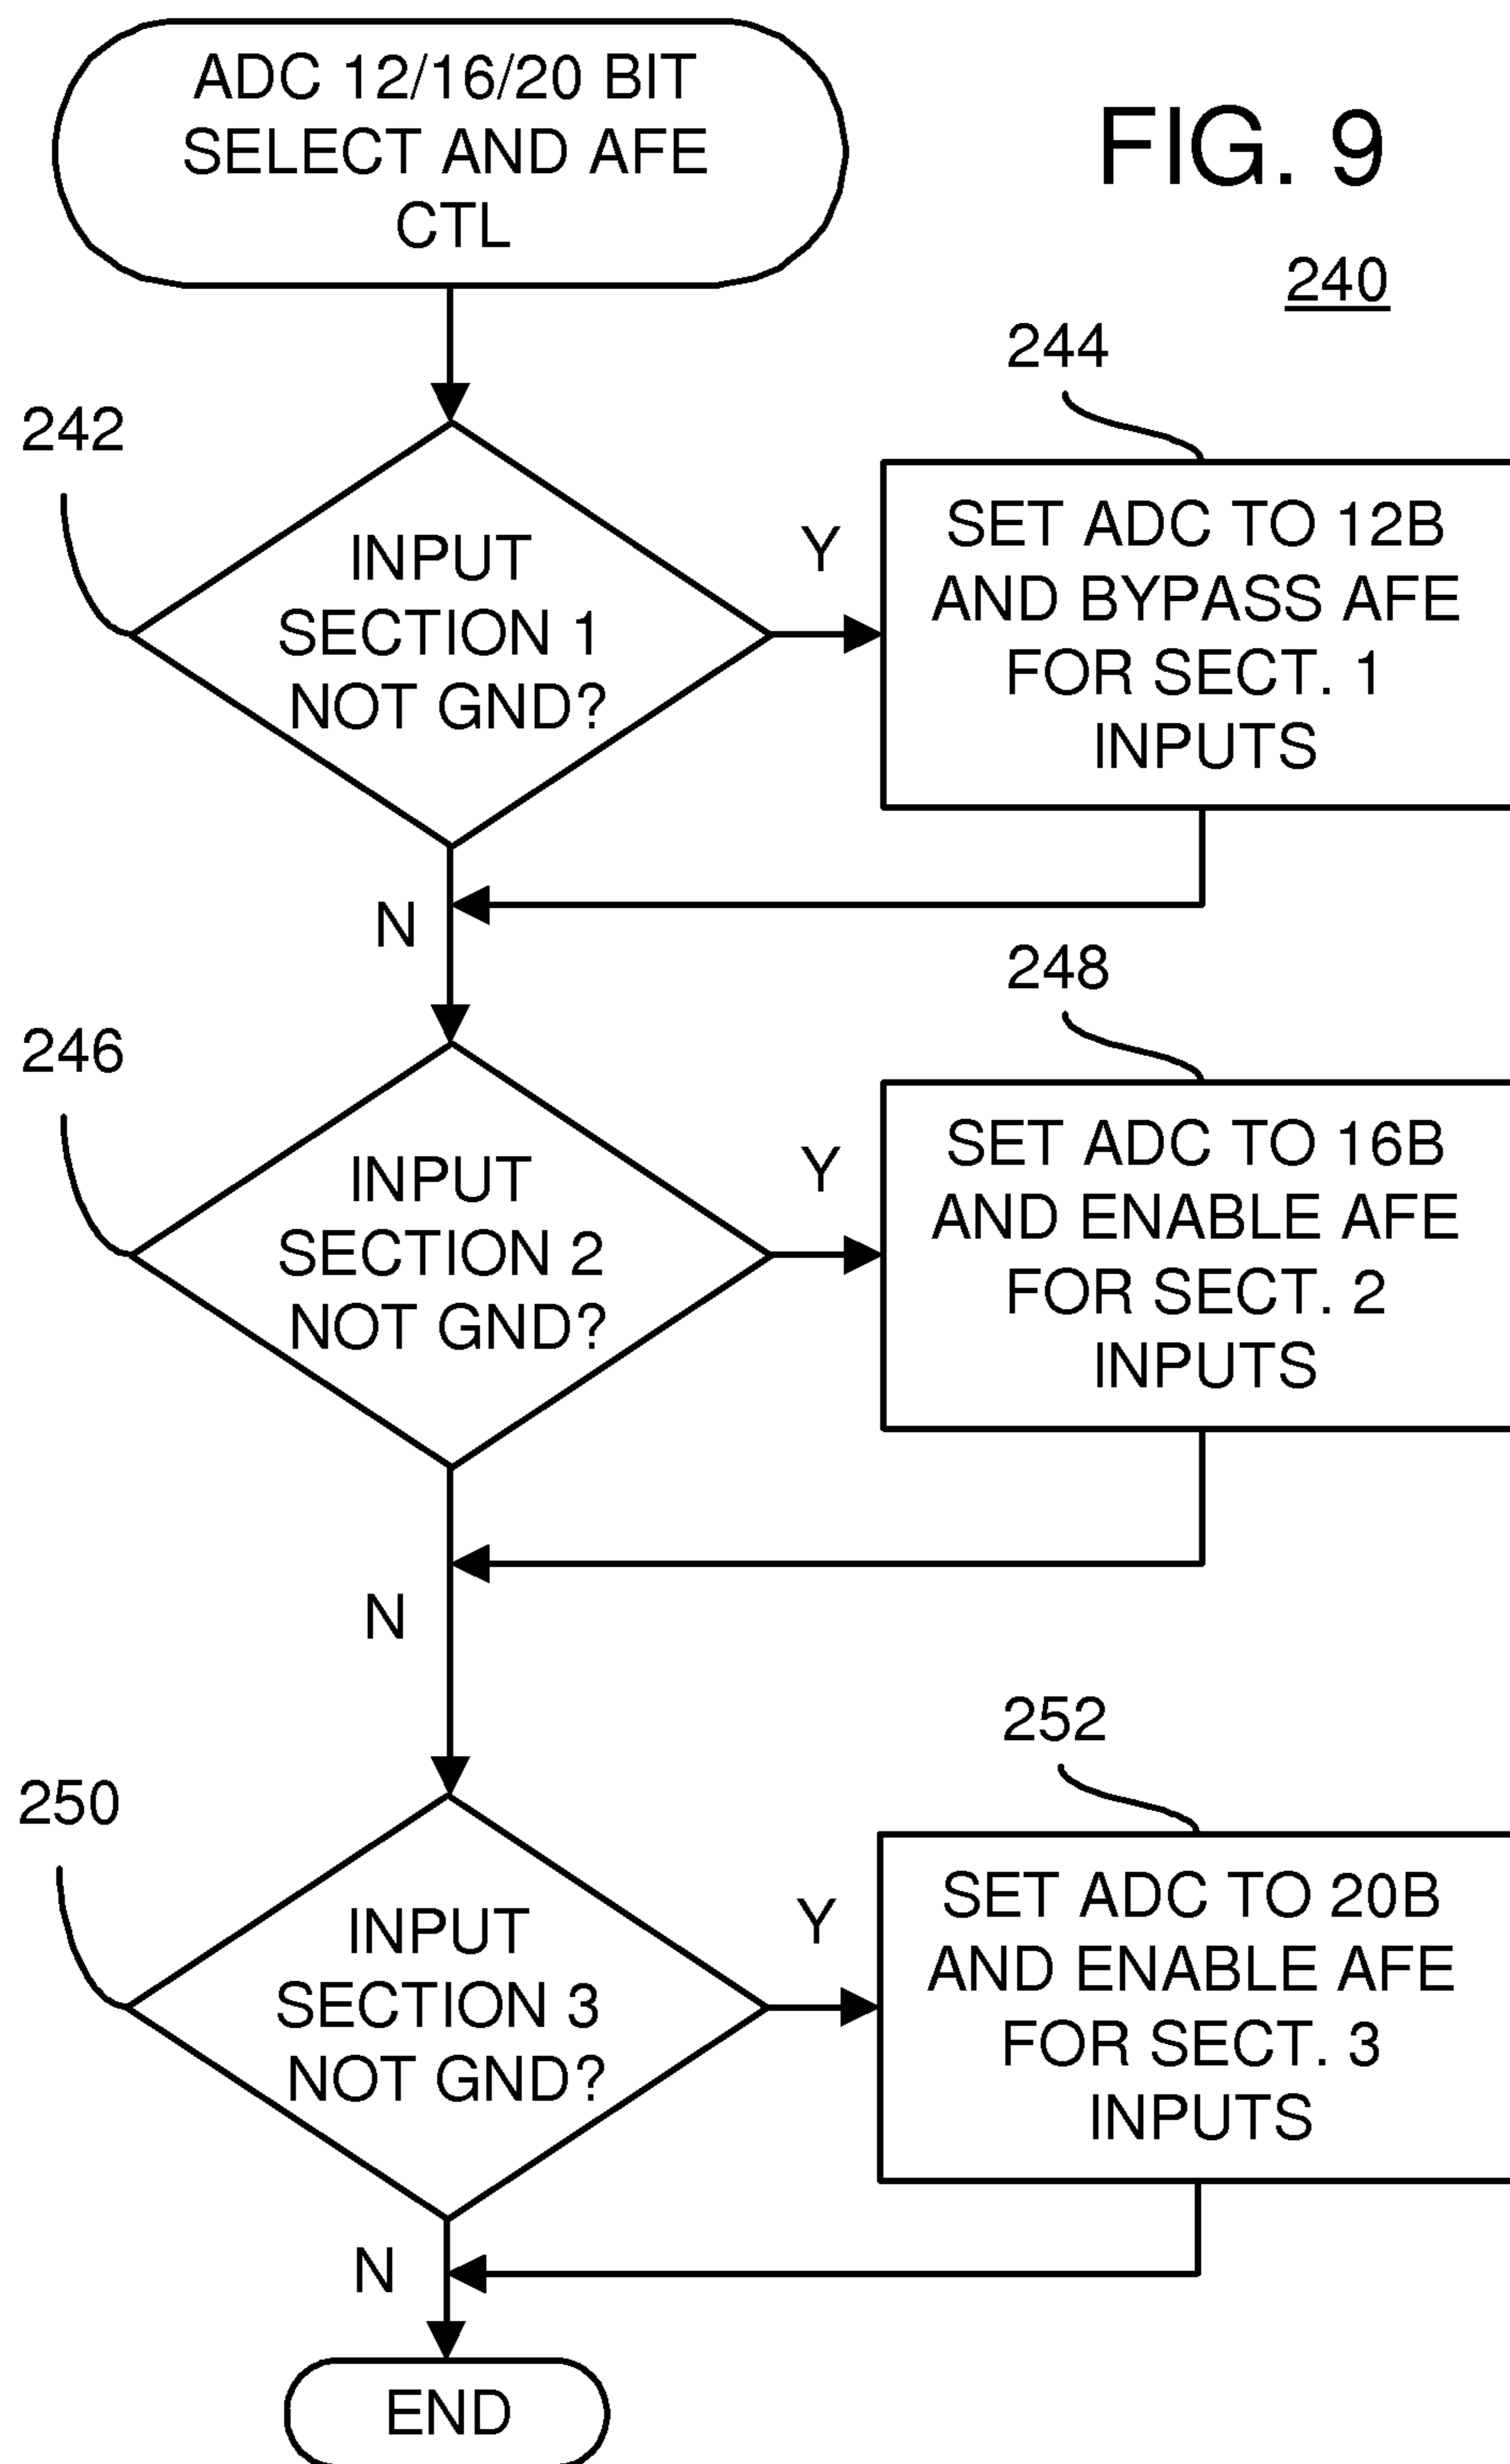 ADC 12/16/20 BIT
SELECT AND AFE
CTL
FIG. 9
240
242
INPUT
SECTION 1
NOT GND?
Y
244
SET ADC TO 12B
AND BYPASS AFE
FOR SECT. 1
INPUTS
N
246
INPUT
SECTION 2
NOT GND?
Y
248
SET ADC TO 16B
AND ENABLE AFE
FOR SECT. 2
INPUTS
N
250
INPUT
SECTION 3
NOT GND?
Y
252
SET ADC TO 20B
AND ENABLE AFE
FOR SECT. 3
INPUTS
N
END